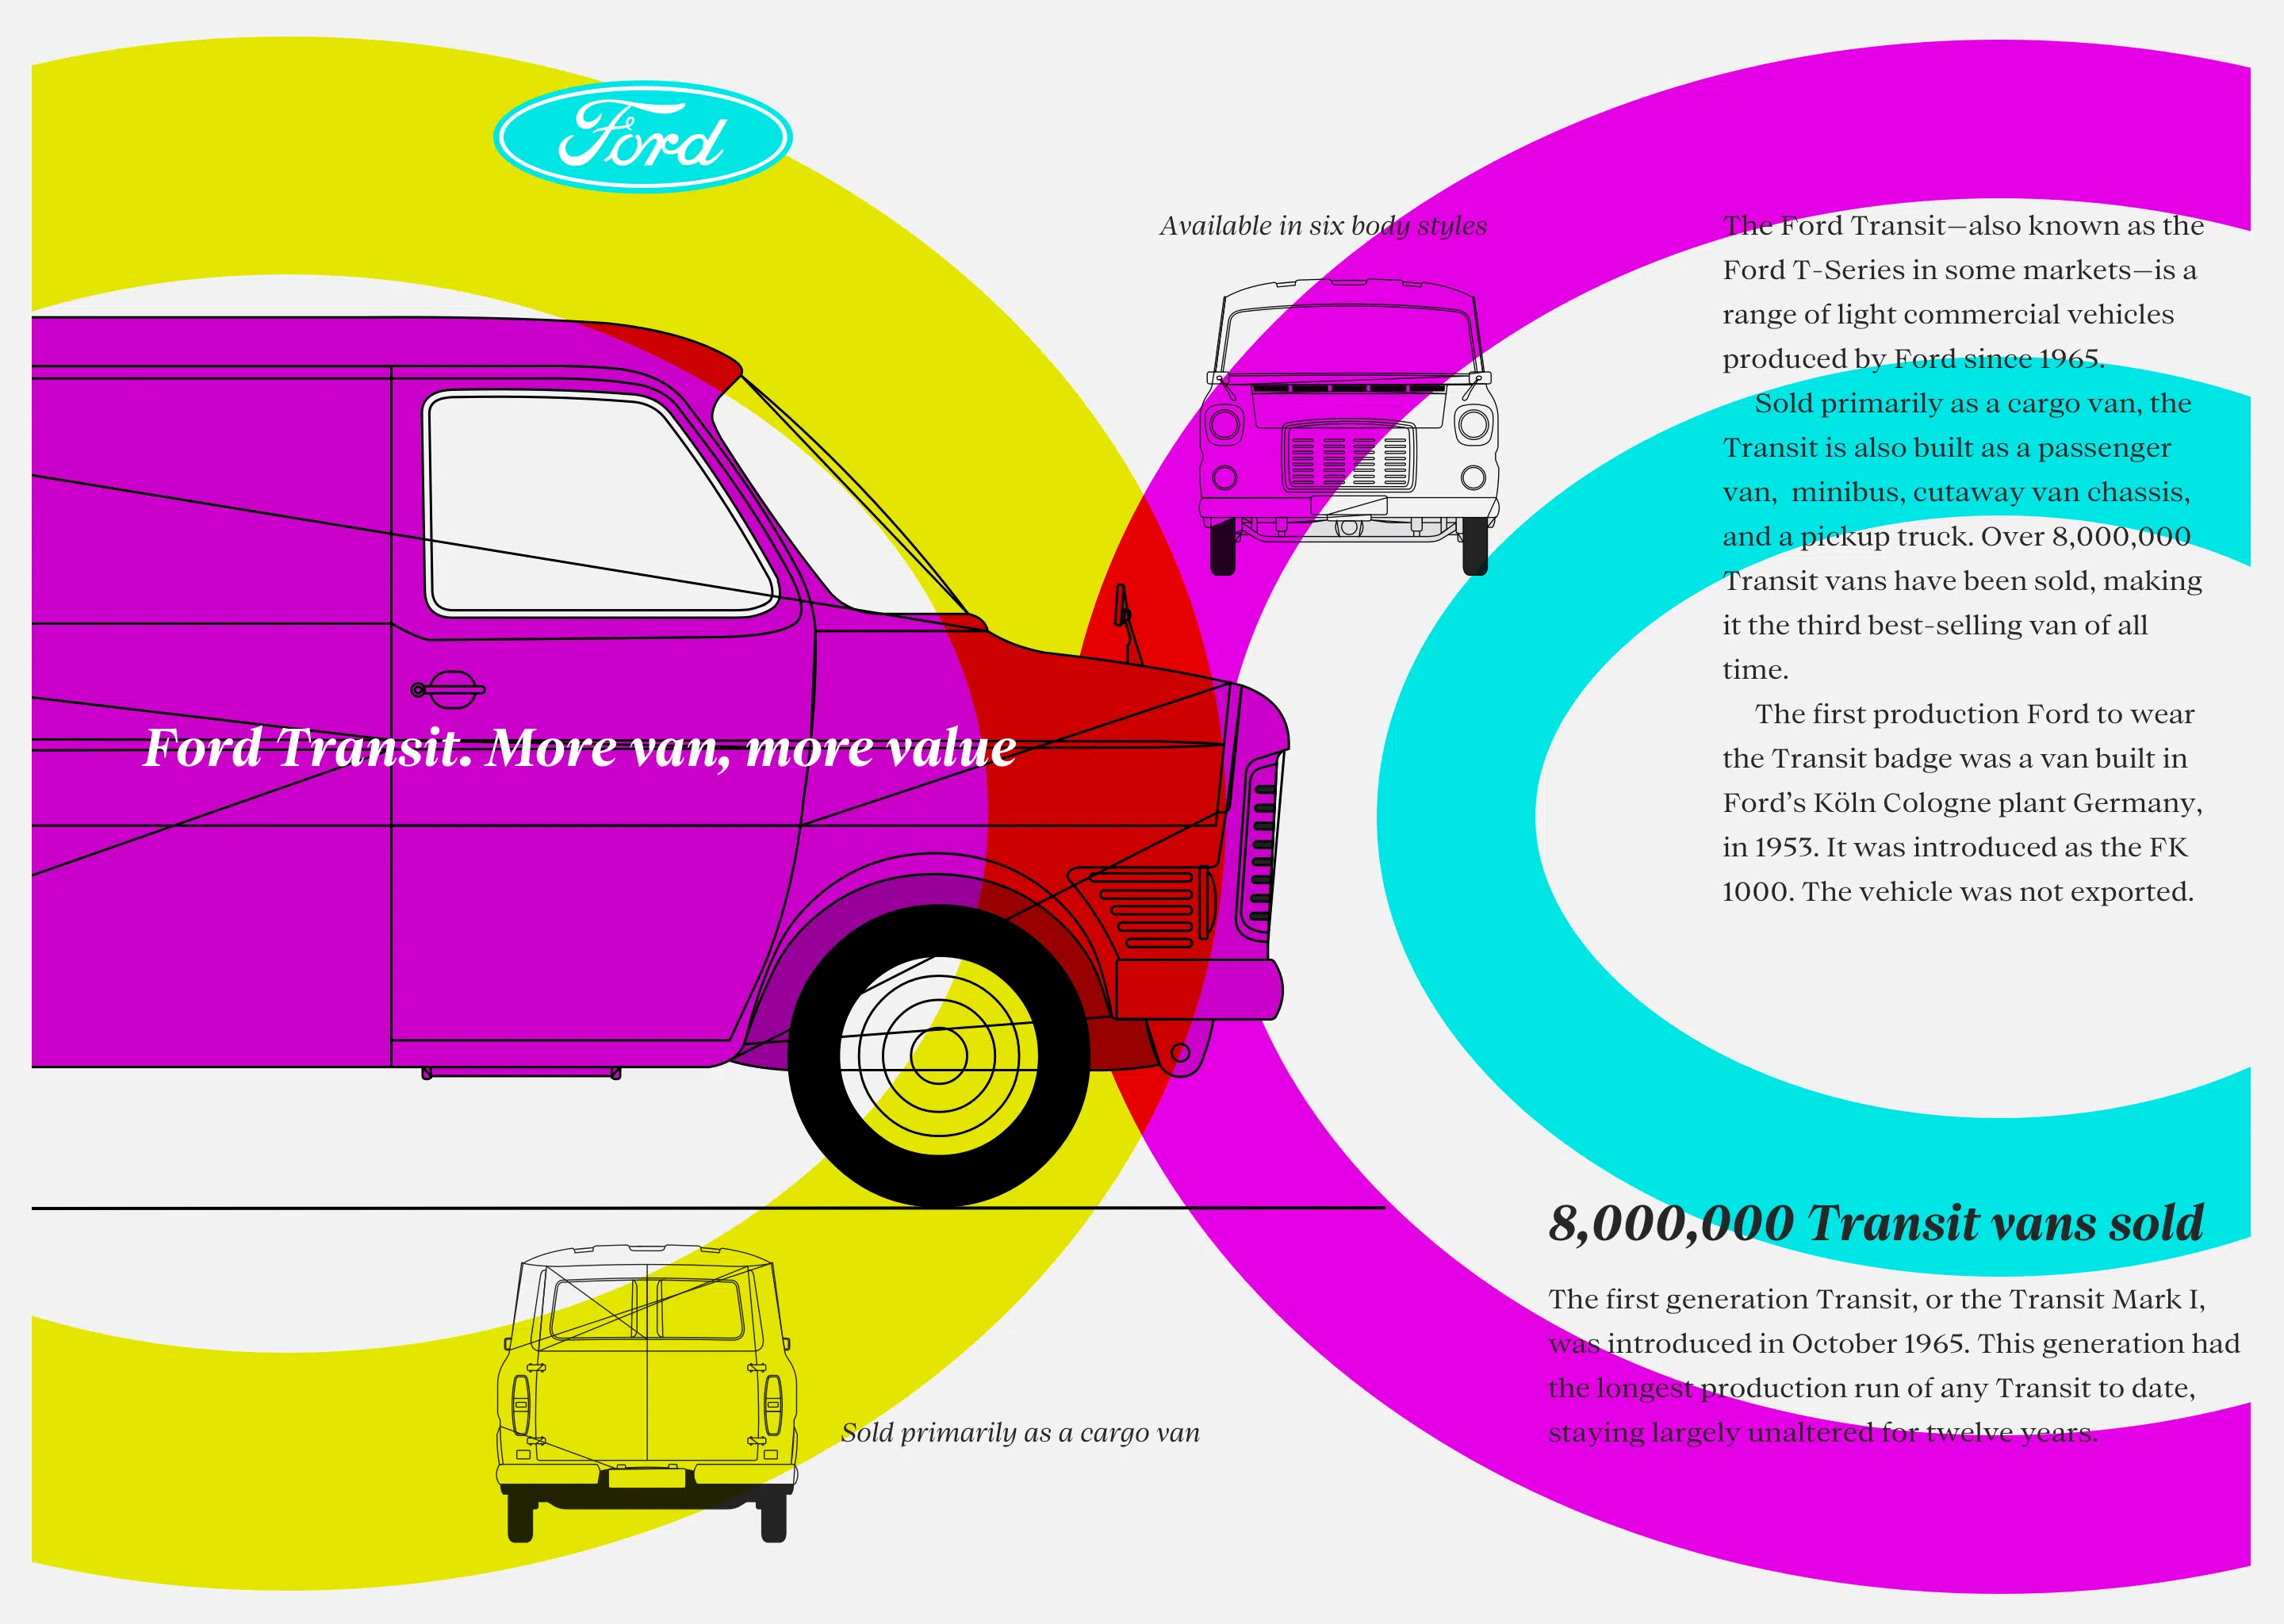 Ford
Available in six body styles
The Ford Transit—also known as the
Ford T-Series in some markets—is a
range of light commercial vehicles
produced by Ford since 1965.
Sold primarily as a cargo van, the
Transit is also built as a passenger
van,  minibus, cutaway van chassis,
and a pickup truck. Over 8,000,000
Transit vans have been sold, making
it the third best-selling van of all
time.
The first production Ford to wear
the Transit badge was a van built in
Ford’s Köln Cologne plant Germany,
in 1953. It was introduced as the FK
1000. The vehicle was not exported.
Ford Transit. More van, more value
8,000,000 Transit vans sold
The first generation Transit, or the Transit Mark I,
was introduced in October 1965. This generation had
the longest production run of any Transit to date,
staying largely unaltered for twelve years.
Sold primarily as a cargo van